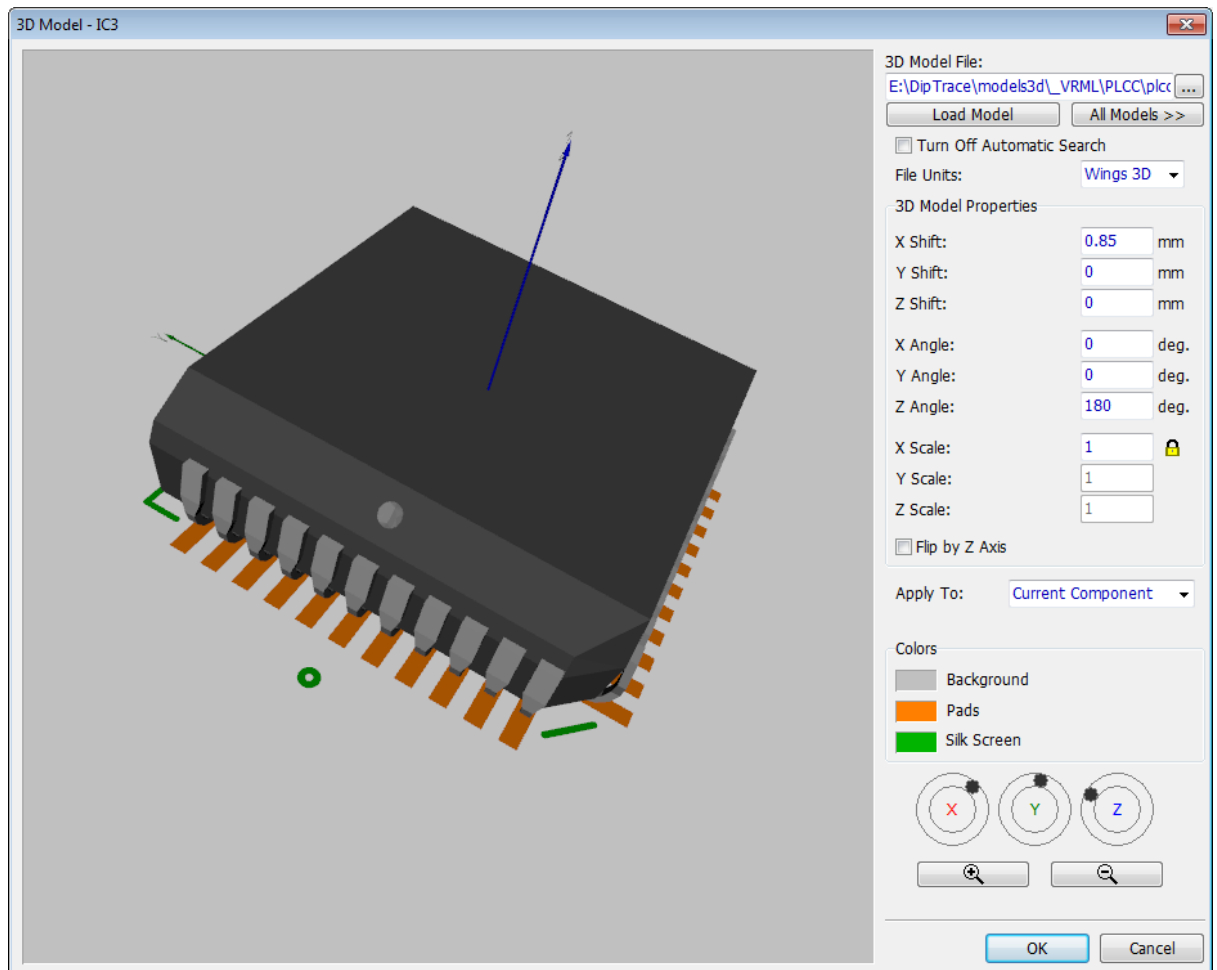 3D Model - IC3
3D Model File:
E:\DipTrace\models3d\_VRML\PLCC\plcc ...
Load Model All Models >>
Turn Off Automatic Search
File Units: Wings 3D
3D Model Properties
X Shift: 0.85 mm
Y Shift: 0 mm
Z Shift: 0 mm
X Angle: 0 deg.
Y Angle: 0 deg.
Z Angle: 180 deg.
X Scale: 1
Y Scale: 1
Z Scale: 1
Flip by Z Axis
Apply To: Current Component
Colors
Background
Pads
Silk Screen
X Y Z
OK Cancel